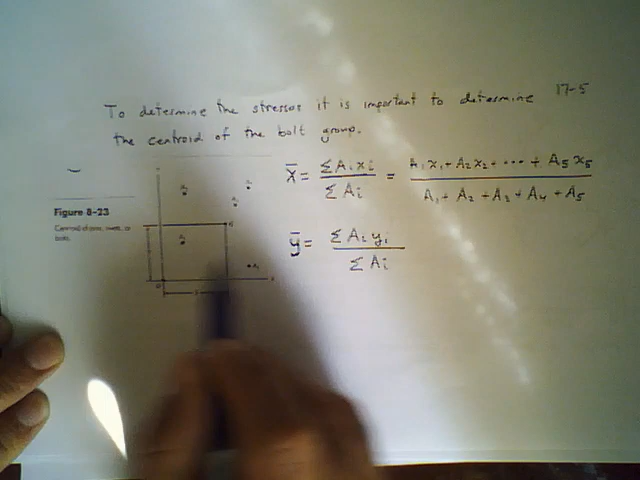 17-5
To determine the stresses it is important to determine
the centroid of the bolt group.
x̄ = ΣAixi / ΣAi = A1x1 + A2x2 + ··· + A5x5 / A1 + A2 + A3 + A4 + A5
Figure 8-23
ȳ = ΣAiyi / ΣAi